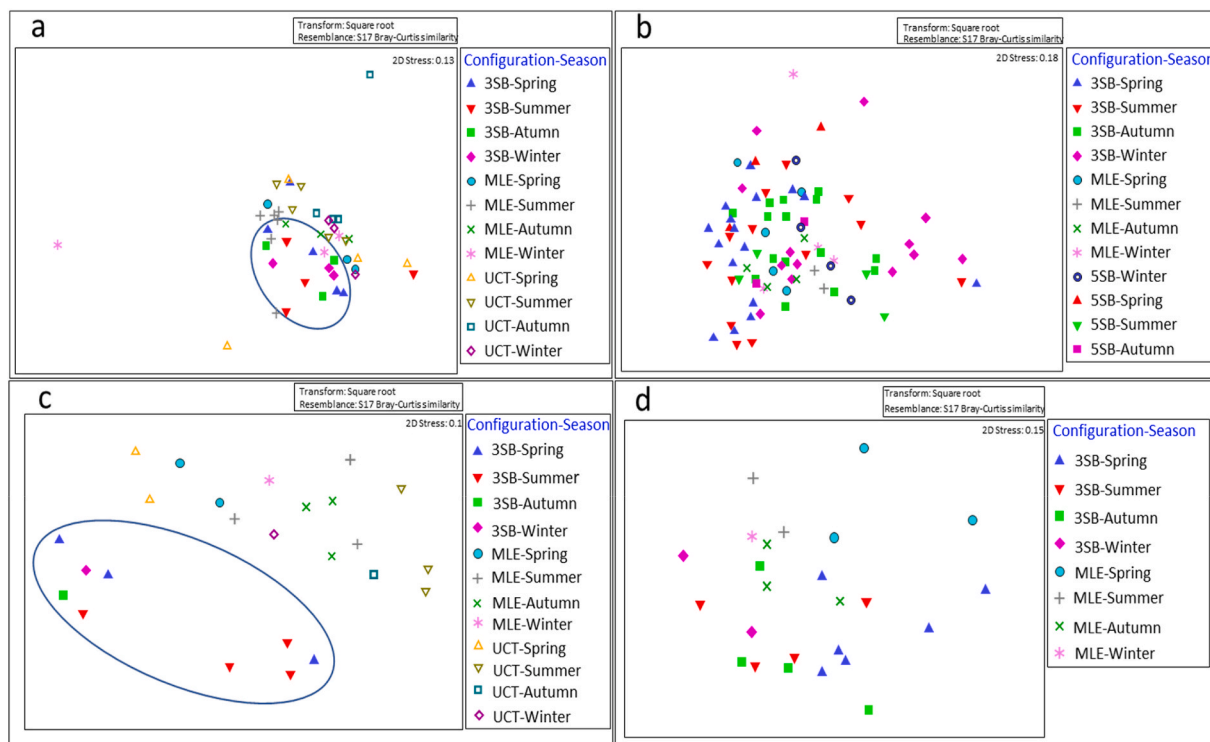 a
Transform: Square root
Resemblance: S17 Bray-Curtis similarity
2D Stress: 0.13
Configuration-Season
3SB-Spring
3SB-Summer
3SB-Atumn
3SB-Winter
MLE-Spring
MLE-Summer
MLE-Autumn
MLE-Winter
UCT-Spring
UCT-Summer
UCT-Autumn
UCT-Winter
b
Transform: Square root
Resemblance: S17 Bray-Curtis similarity
2D Stress: 0.18
Configuration-Season
3SB-Spring
3SB-Summer
3SB-Autumn
3SB-Winter
MLE-Spring
MLE-Summer
MLE-Autumn
MLE-Winter
5SB-Winter
5SB-Spring
5SB-Summer
5SB-Autumn
c
Transform: Square root
Resemblance: S17 Bray-Curtis similarity
2D Stress: 0.1
Configuration-Season
3SB-Spring
3SB-Summer
3SB-Autumn
3SB-Winter
MLE-Spring
MLE-Summer
MLE-Autumn
MLE-Winter
UCT-Spring
UCT-Summer
UCT-Autumn
UCT-Winter
d
Transform: Square root
Resemblance: S17 Bray-Curtis similarity
2D Stress: 0.15
Configuration-Season
3SB-Spring
3SB-Summer
3SB-Autumn
3SB-Winter
MLE-Spring
MLE-Summer
MLE-Autumn
MLE-Winter